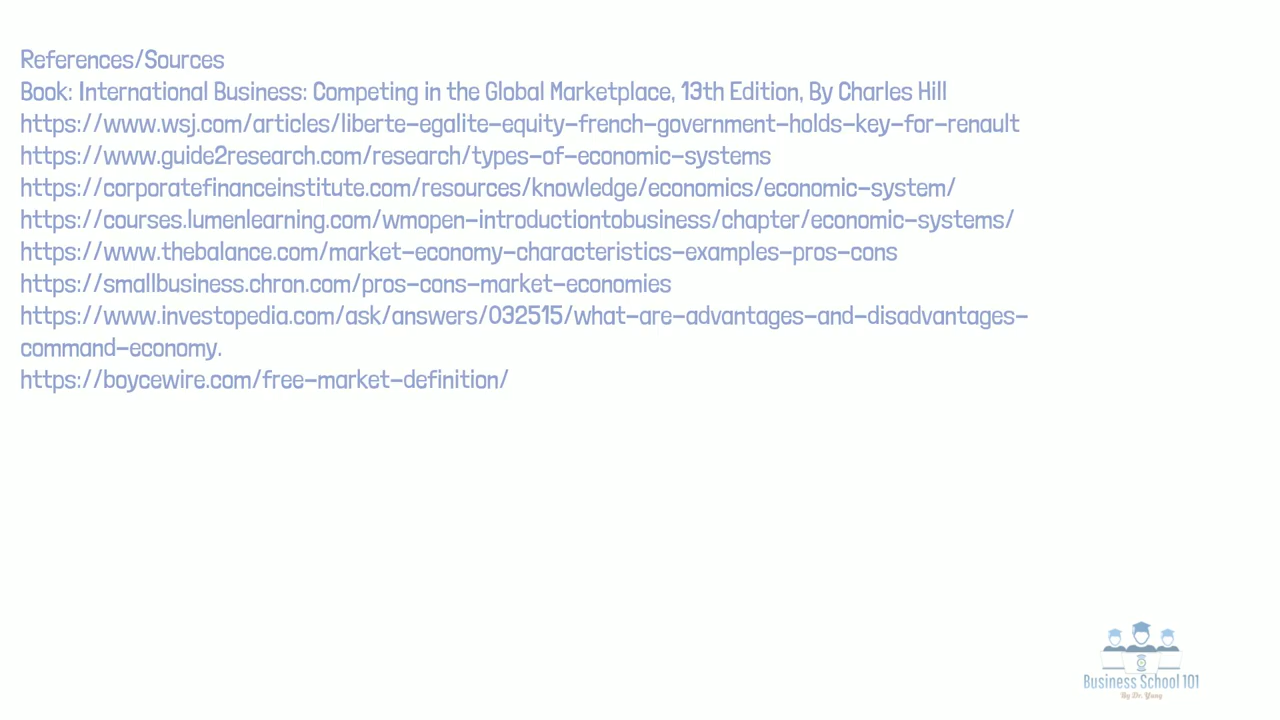 References/Sources
Book: International Business: Competing in the Global Marketplace, 13th Edition, By Charles Hill
https://www.wsj.com/articles/liberte-egalite-equity-french-government-holds-key-for-renault
https://www.guide2research.com/research/types-of-economic-systems
https://corporatefinanceinstitute.com/resources/knowledge/economics/economic-system/
https://courses.lumenlearning.com/wmopen-introductiontobusiness/chapter/economic-systems/
https://www.thebalance.com/market-economy-characteristics-examples-pros-cons
https://smallbusiness.chron.com/pros-cons-market-economies
https://www.investopedia.com/ask/answers/032515/what-are-advantages-and-disadvantages-
command-economy.
https://boycewire.com/free-market-definition/
Business School 101
By Dr. Yang